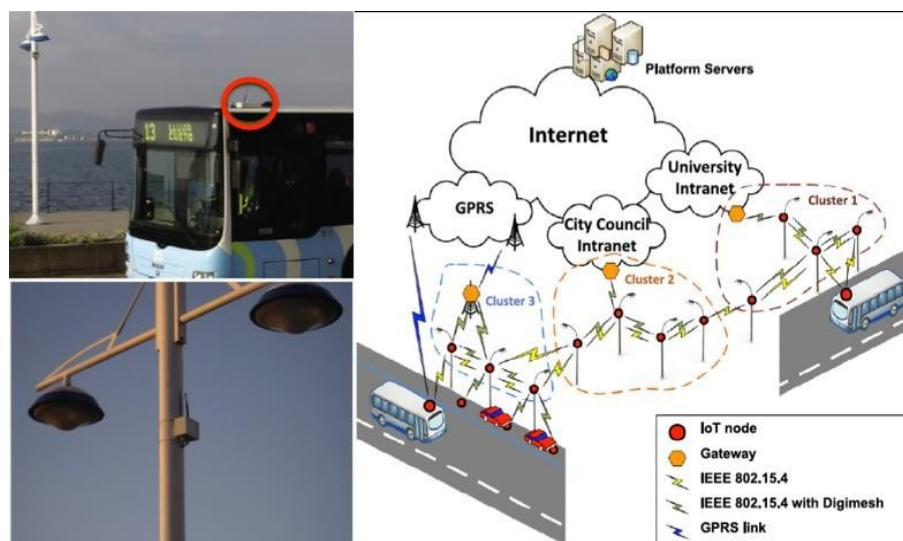 13
Platform Servers
Internet
University
Intranet
GPRS
City Council
Intranet
Cluster 1
Cluster 2
Cluster 3
IoT node
Gateway
IEEE 802.15.4
IEEE 802.15.4 with Digimesh
GPRS link